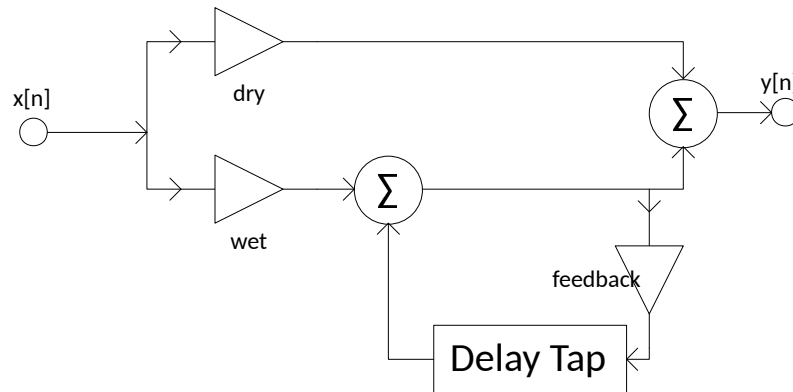 x[n]
dry
Σ
y[n]
wet
Σ
feedback
Delay Tap